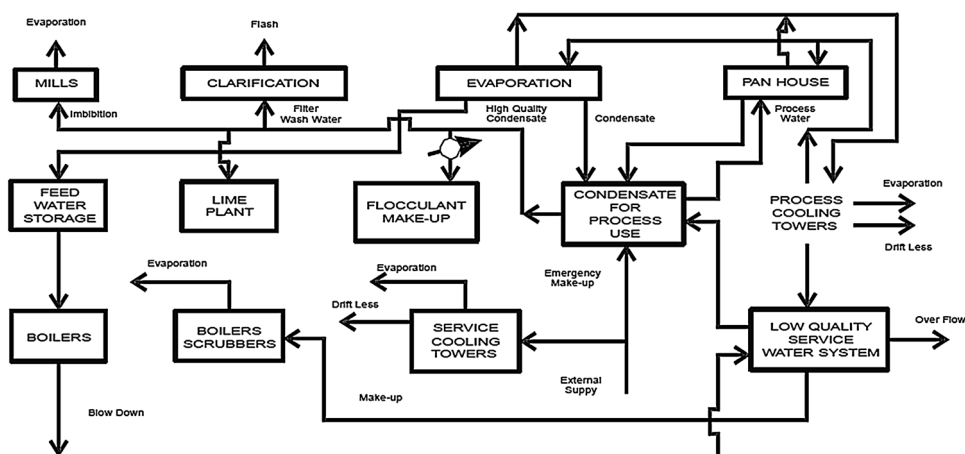 Evaporation
Flash
MILLS
CLARIFICATION
EVAPORATION
PAN HOUSE
Imbibition
Filter
Wash Water
High Quality
Condensate
Condensate
Process
Water
FEED
WATER
STORAGE
LIME
PLANT
FLOCCULANT
MAKE-UP
CONDENSATE
FOR
PROCESS
USE
PROCESS
COOLING
TOWERS
Evaporation
Drift Less
Evaporation
Evaporation
Emergency
Make-up
Drift Less
BOILERS
BOILERS
SCRUBBERS
SERVICE
COOLING
TOWERS
LOW QUALITY
SERVICE
WATER SYSTEM
Over Flow
External
Suppy
Make-up
Blow Down